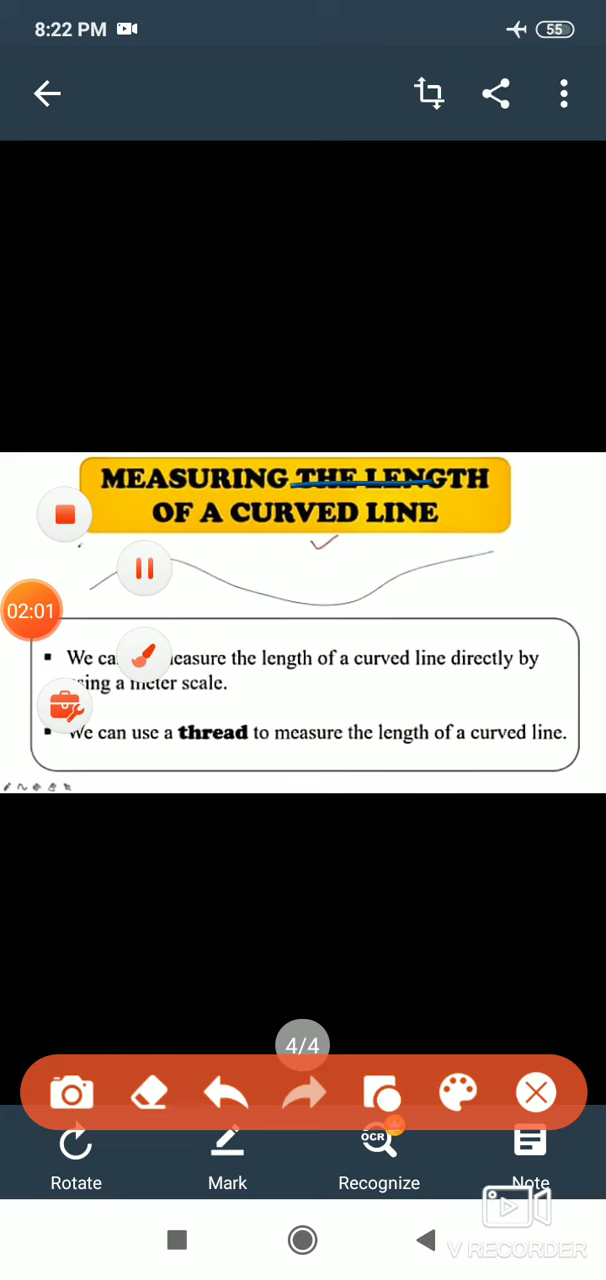 8:22 PM
55
MEASURING THE LENGTH
OF A CURVED LINE
02:01
We measure the length of a curved line directly by
a meter scale.
We can use a thread to measure the length of a curved line.
4/4
OCR
Rotate
Mark
Recognize
Note
V RECORDER